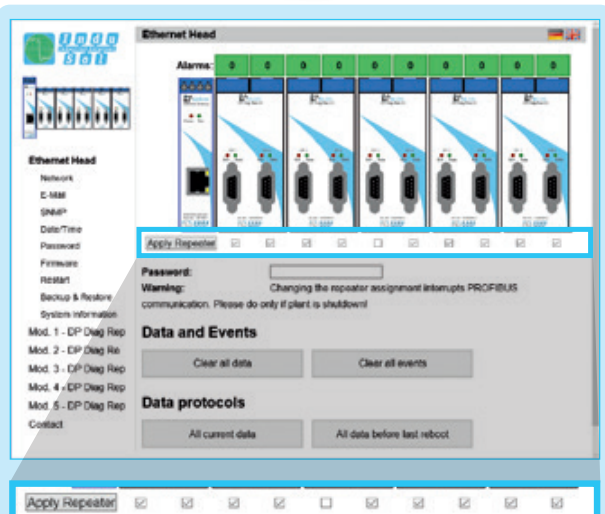 Indu
Sol
Ethernet Head
Alarms: 0 0 0 0 0 0 0 0 0 0
Ethernet Head
Network
E-Mail
SNMP
Date/Time
Password
Firmware
Restart
Backup & Restore
System Information
Mod. 1 - DP Diag Rep
Mod. 2 - DP Diag Re
Mod. 3 - DP Diag Rep
Mod. 4 - DP Diag Rep
Mod. 5 - DP Diag Rep
Contact
Apply Repeater
Password:
Warning: Changing the repeater assignment interrupts PROFIBUS
communication. Please do only if plant is shutdown!
Data and Events
Clear all data Clear all events
Data protocols
All current data All data before last reboot
Apply Repeater